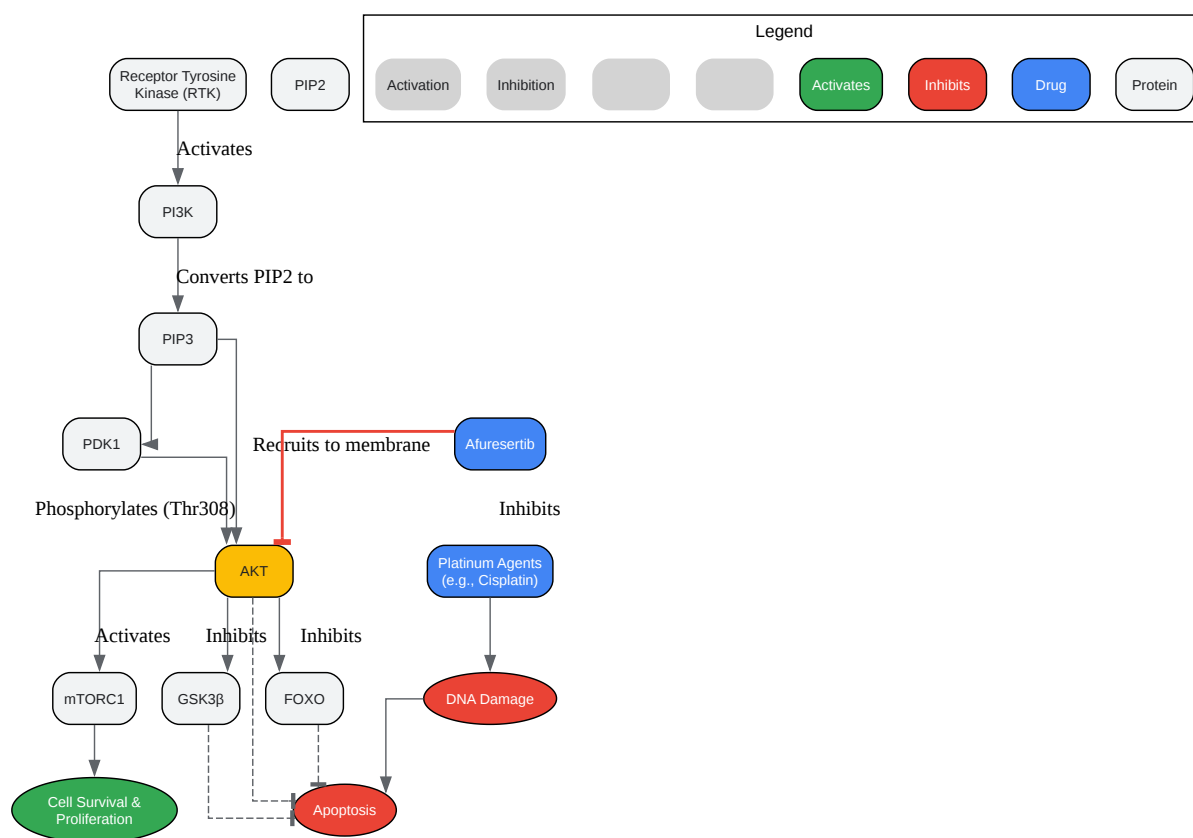 Legend
Receptor Tyrosine
Kinase (RTK)
PIP2
Activation
Inhibition
Activates
Inhibits
Drug
Protein
Activates
PI3K
Converts PIP2 to
PIP3
PDK1
Recruits to membrane
Afuresertib
Phosphorylates (Thr308)
Inhibits
AKT
Platinum Agents
(e.g., Cisplatin)
Activates
Inhibits
Inhibits
mTORC1
GSK3β
FOXO
DNA Damage
Cell Survival &
Proliferation
Apoptosis